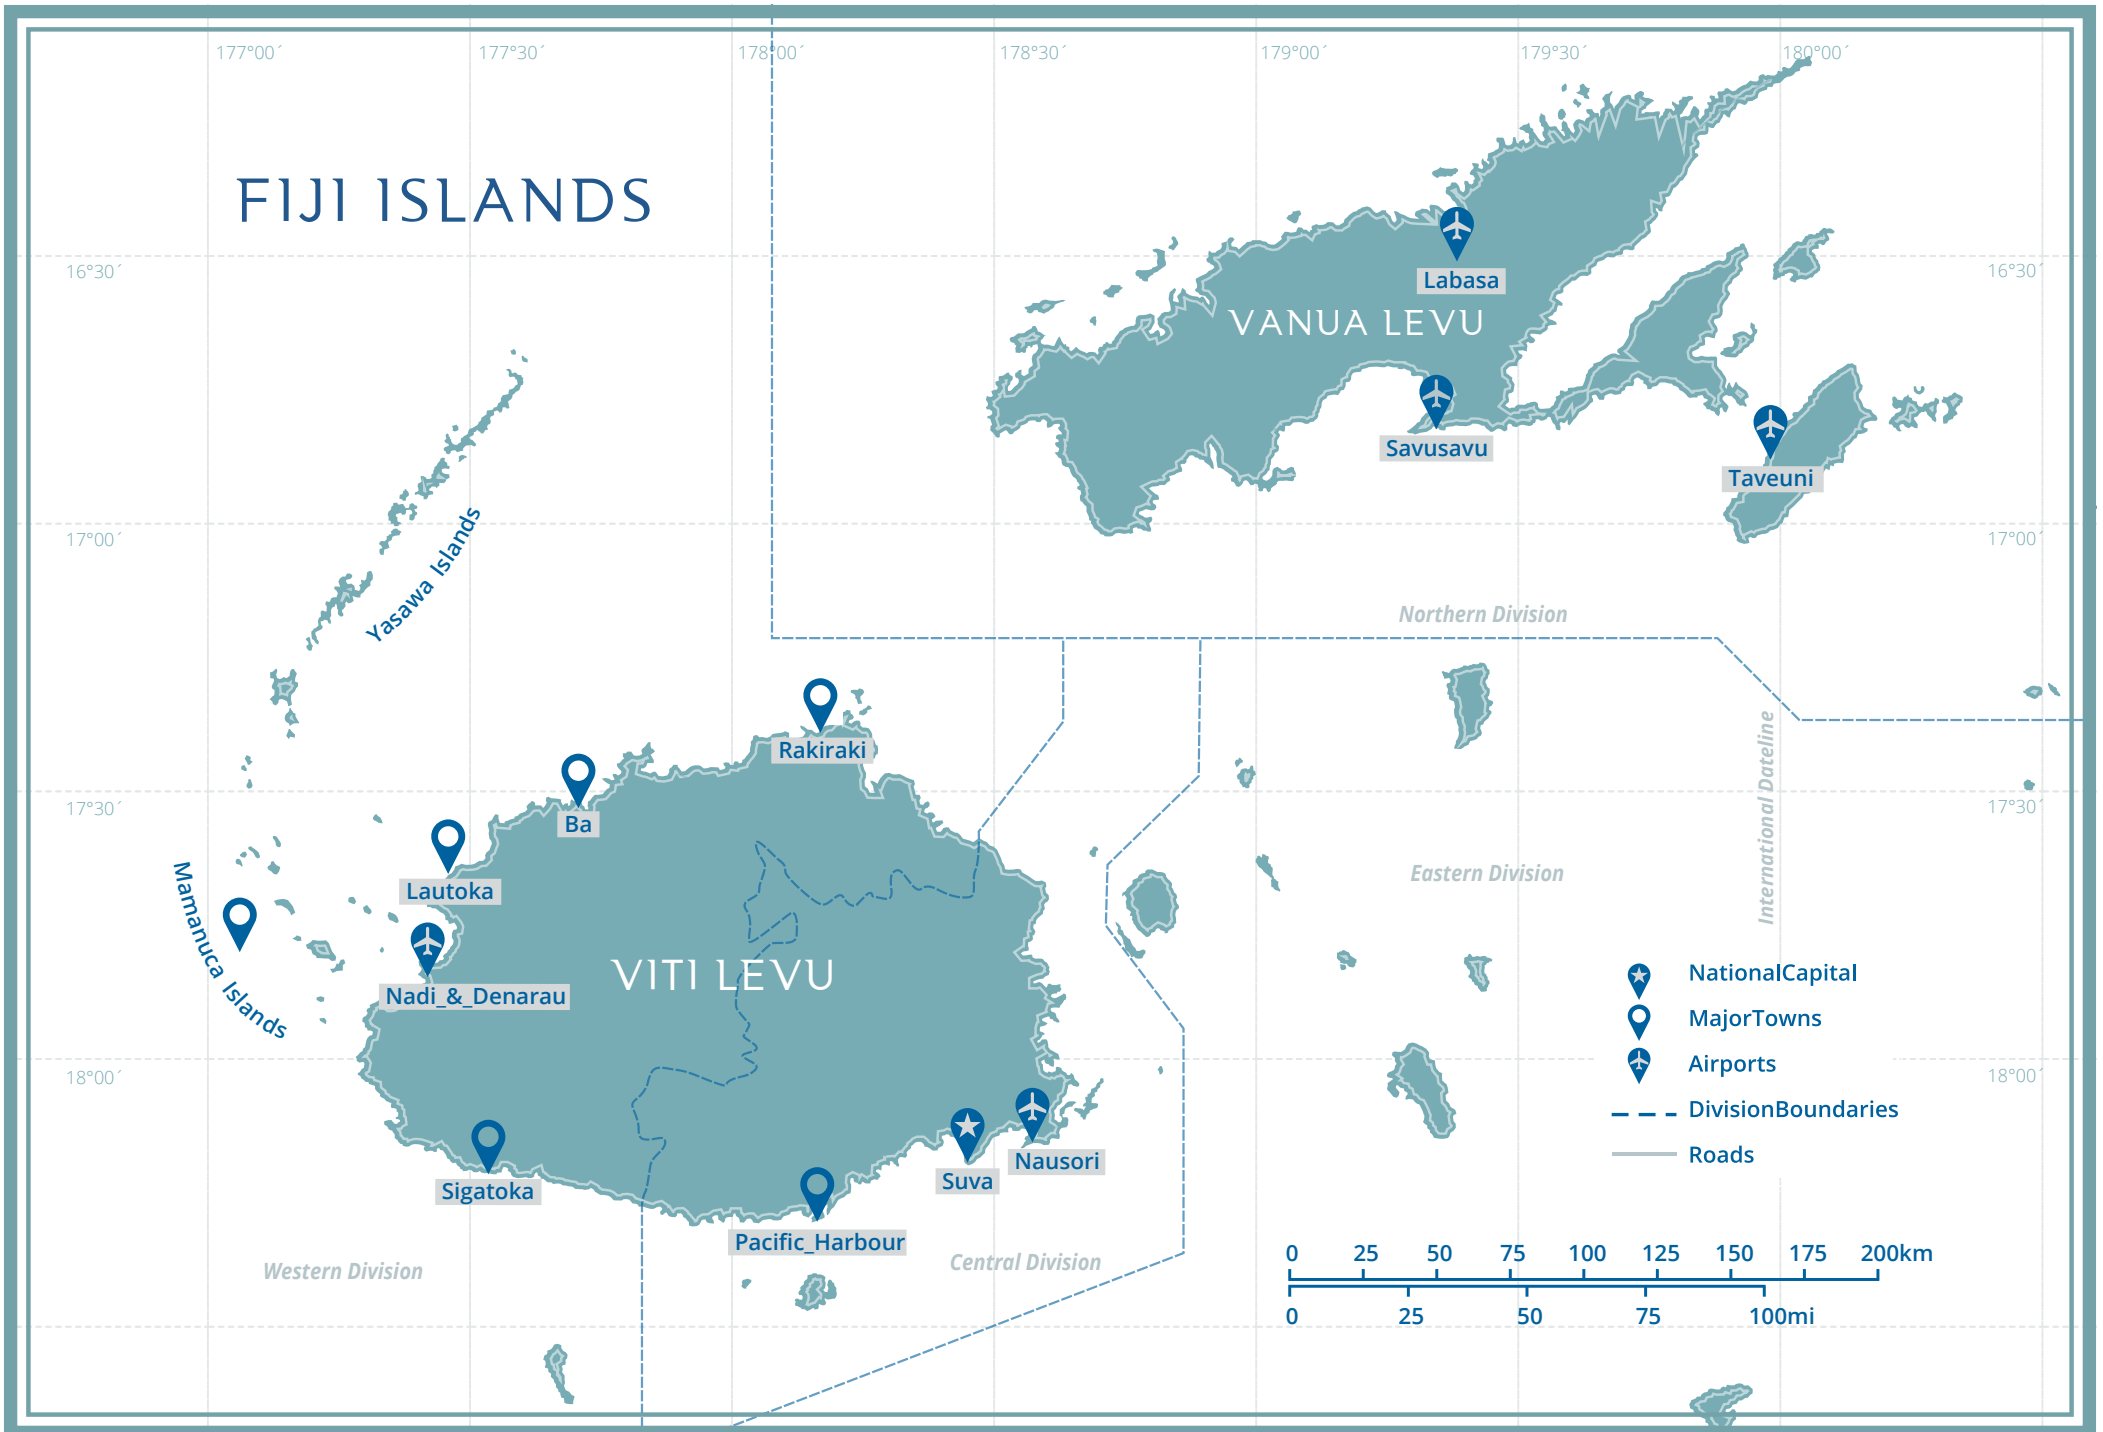 177°00´ 177°30´ 178°00´ 178°30´ 179°00´ 179°30´ 180°00´
FIJI ISLANDS
16°30´
16°30´
Labasa
VANUA LEVU
Savusavu
Taveuni
17°00´
17°00´
Yasawa Islands
Northern Division
Rakiraki
17°30´
17°30´
Ba
International Dateline
Lautoka
Eastern Division
Mamanuca Islands
VITI LEVU
Nadi_&_Denarau
NationalCapital
MajorTowns
Airports
18°00´
18°00´
DivisionBoundaries
Roads
Nausori
Suva
Sigatoka
Pacific_Harbour
Western Division
Central Division
0 25 50 75 100 125 150 175 200km
0 25 50 75 100mi